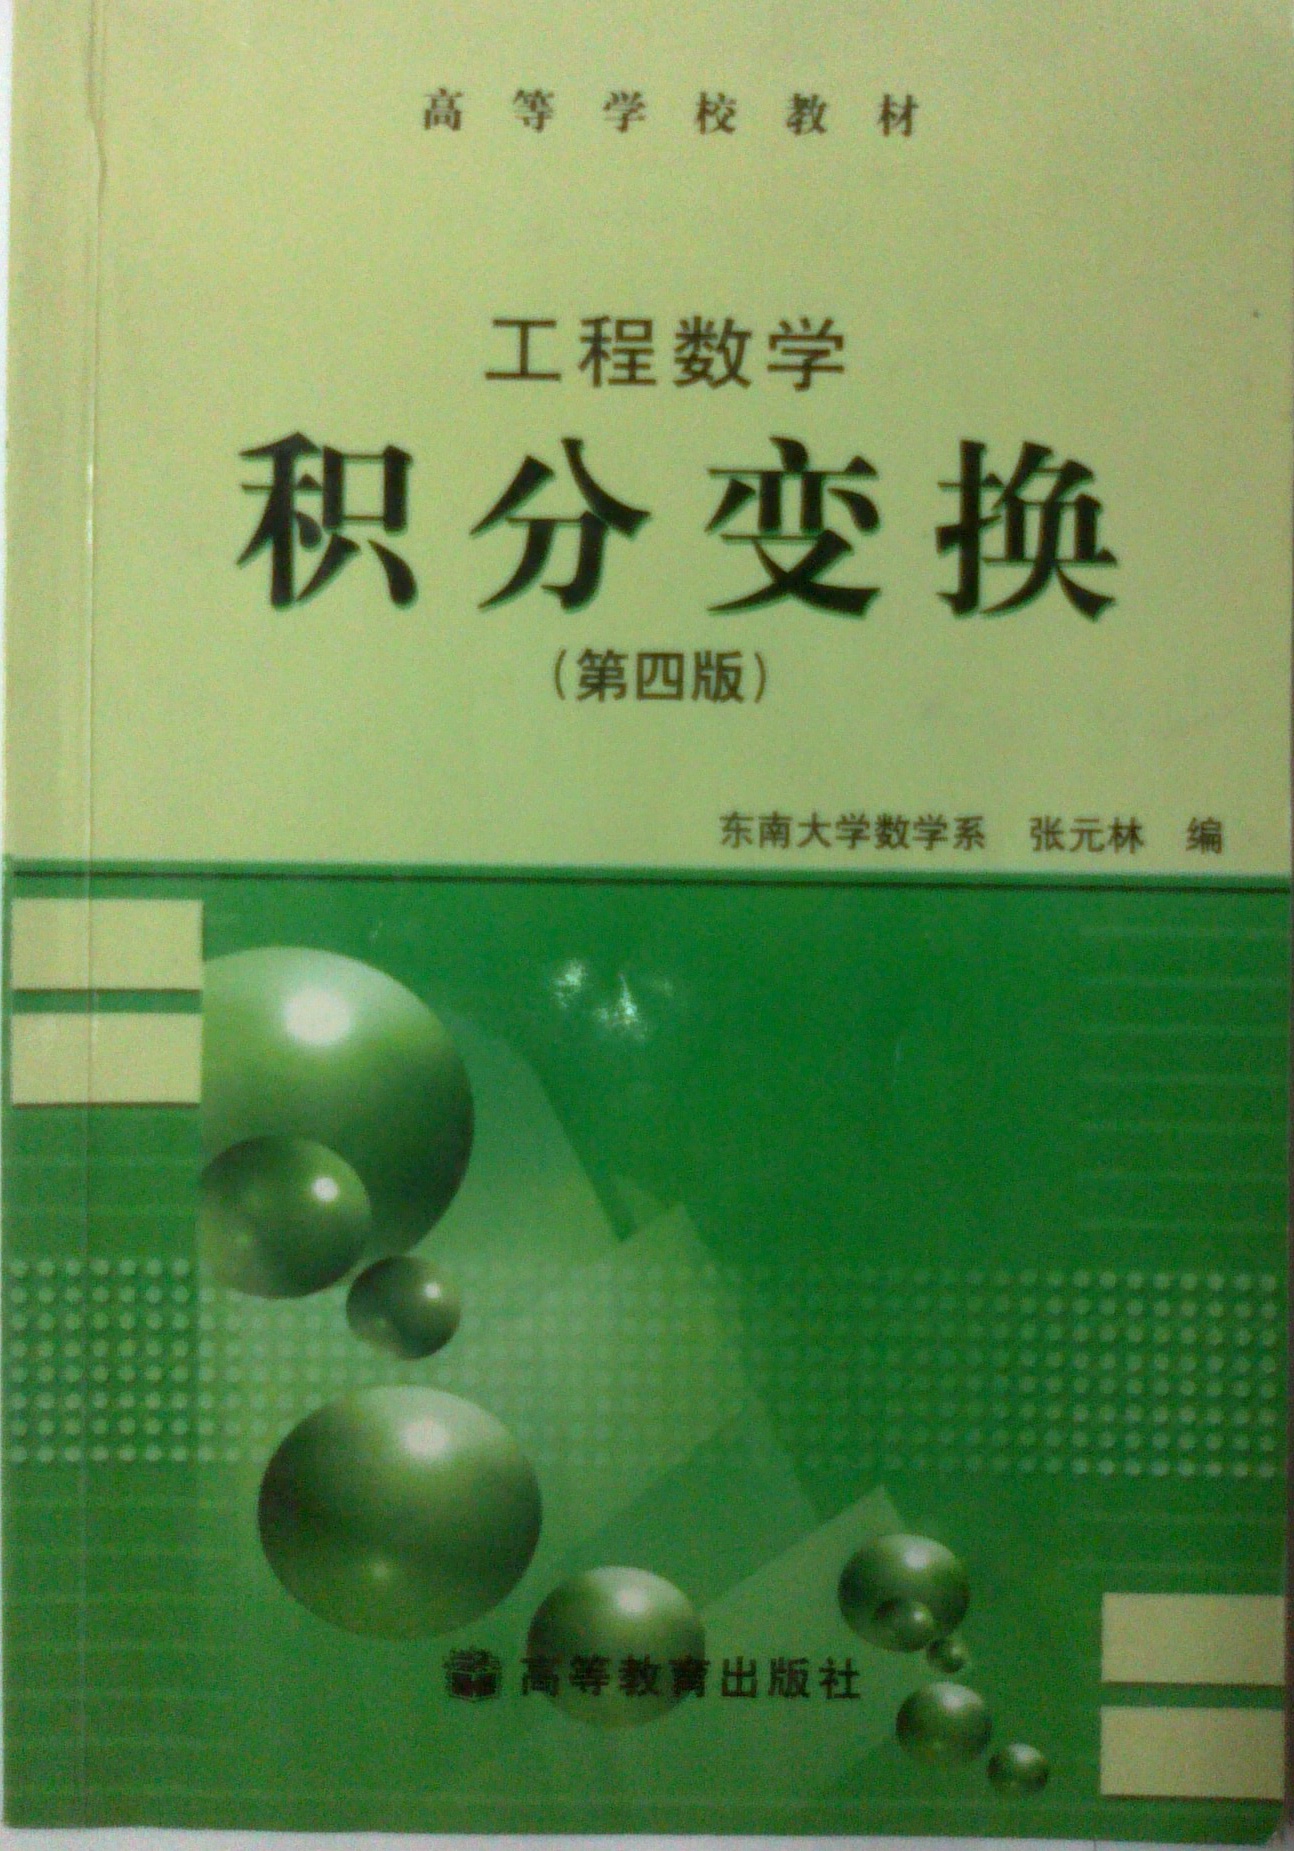 高等学校教材
工程数学
积分变换
(第四版)
东南大学数学系 张元林 编
高等教育出版社